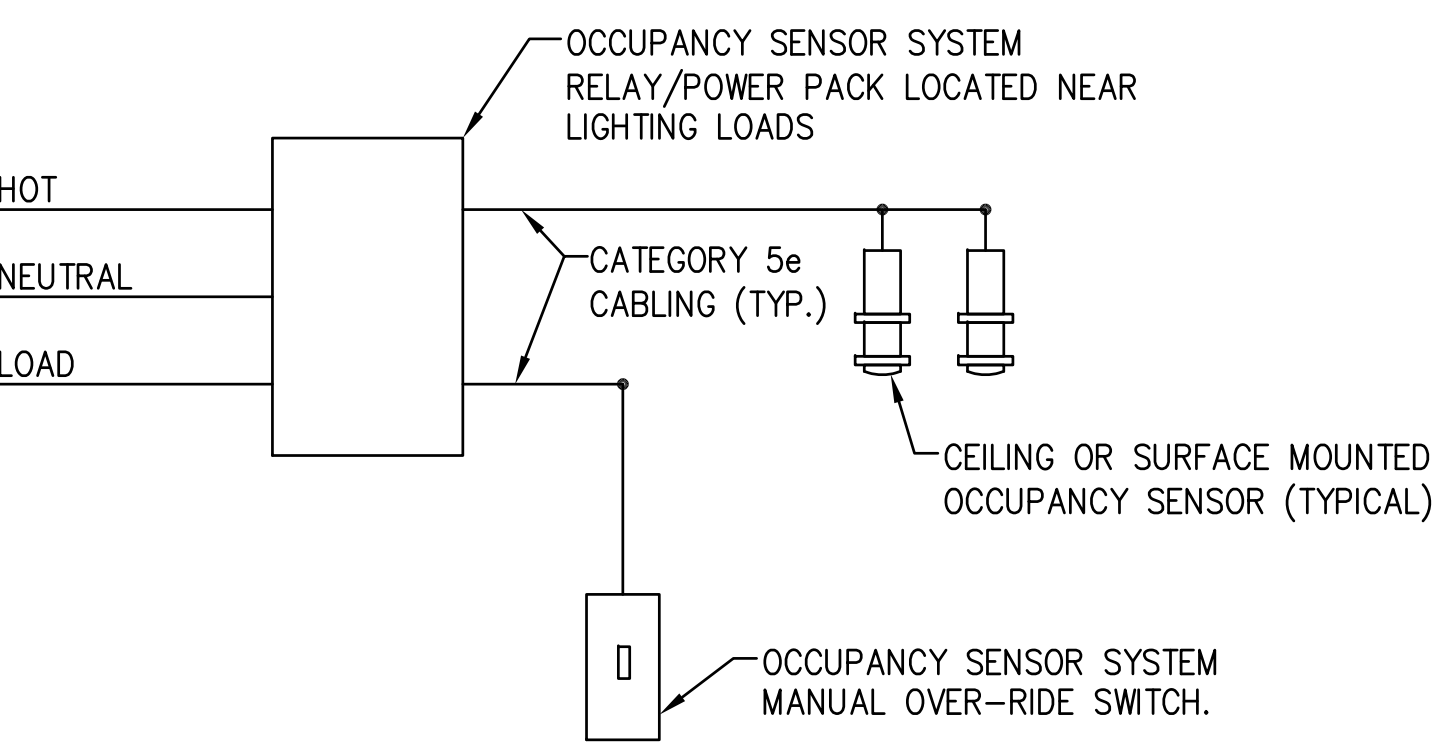 OCCUPANCY SENSOR SYSTEM
RELAY/POWER PACK LOCATED NEAR
LIGHTING LOADS
HOT
NEUTRAL
LOAD
CATEGORY 5e
CABLING (TYP.)
CEILING OR SURFACE MOUNTED
OCCUPANCY SENSOR (TYPICAL)
OCCUPANCY SENSOR SYSTEM
MANUAL OVER-RIDE SWITCH.